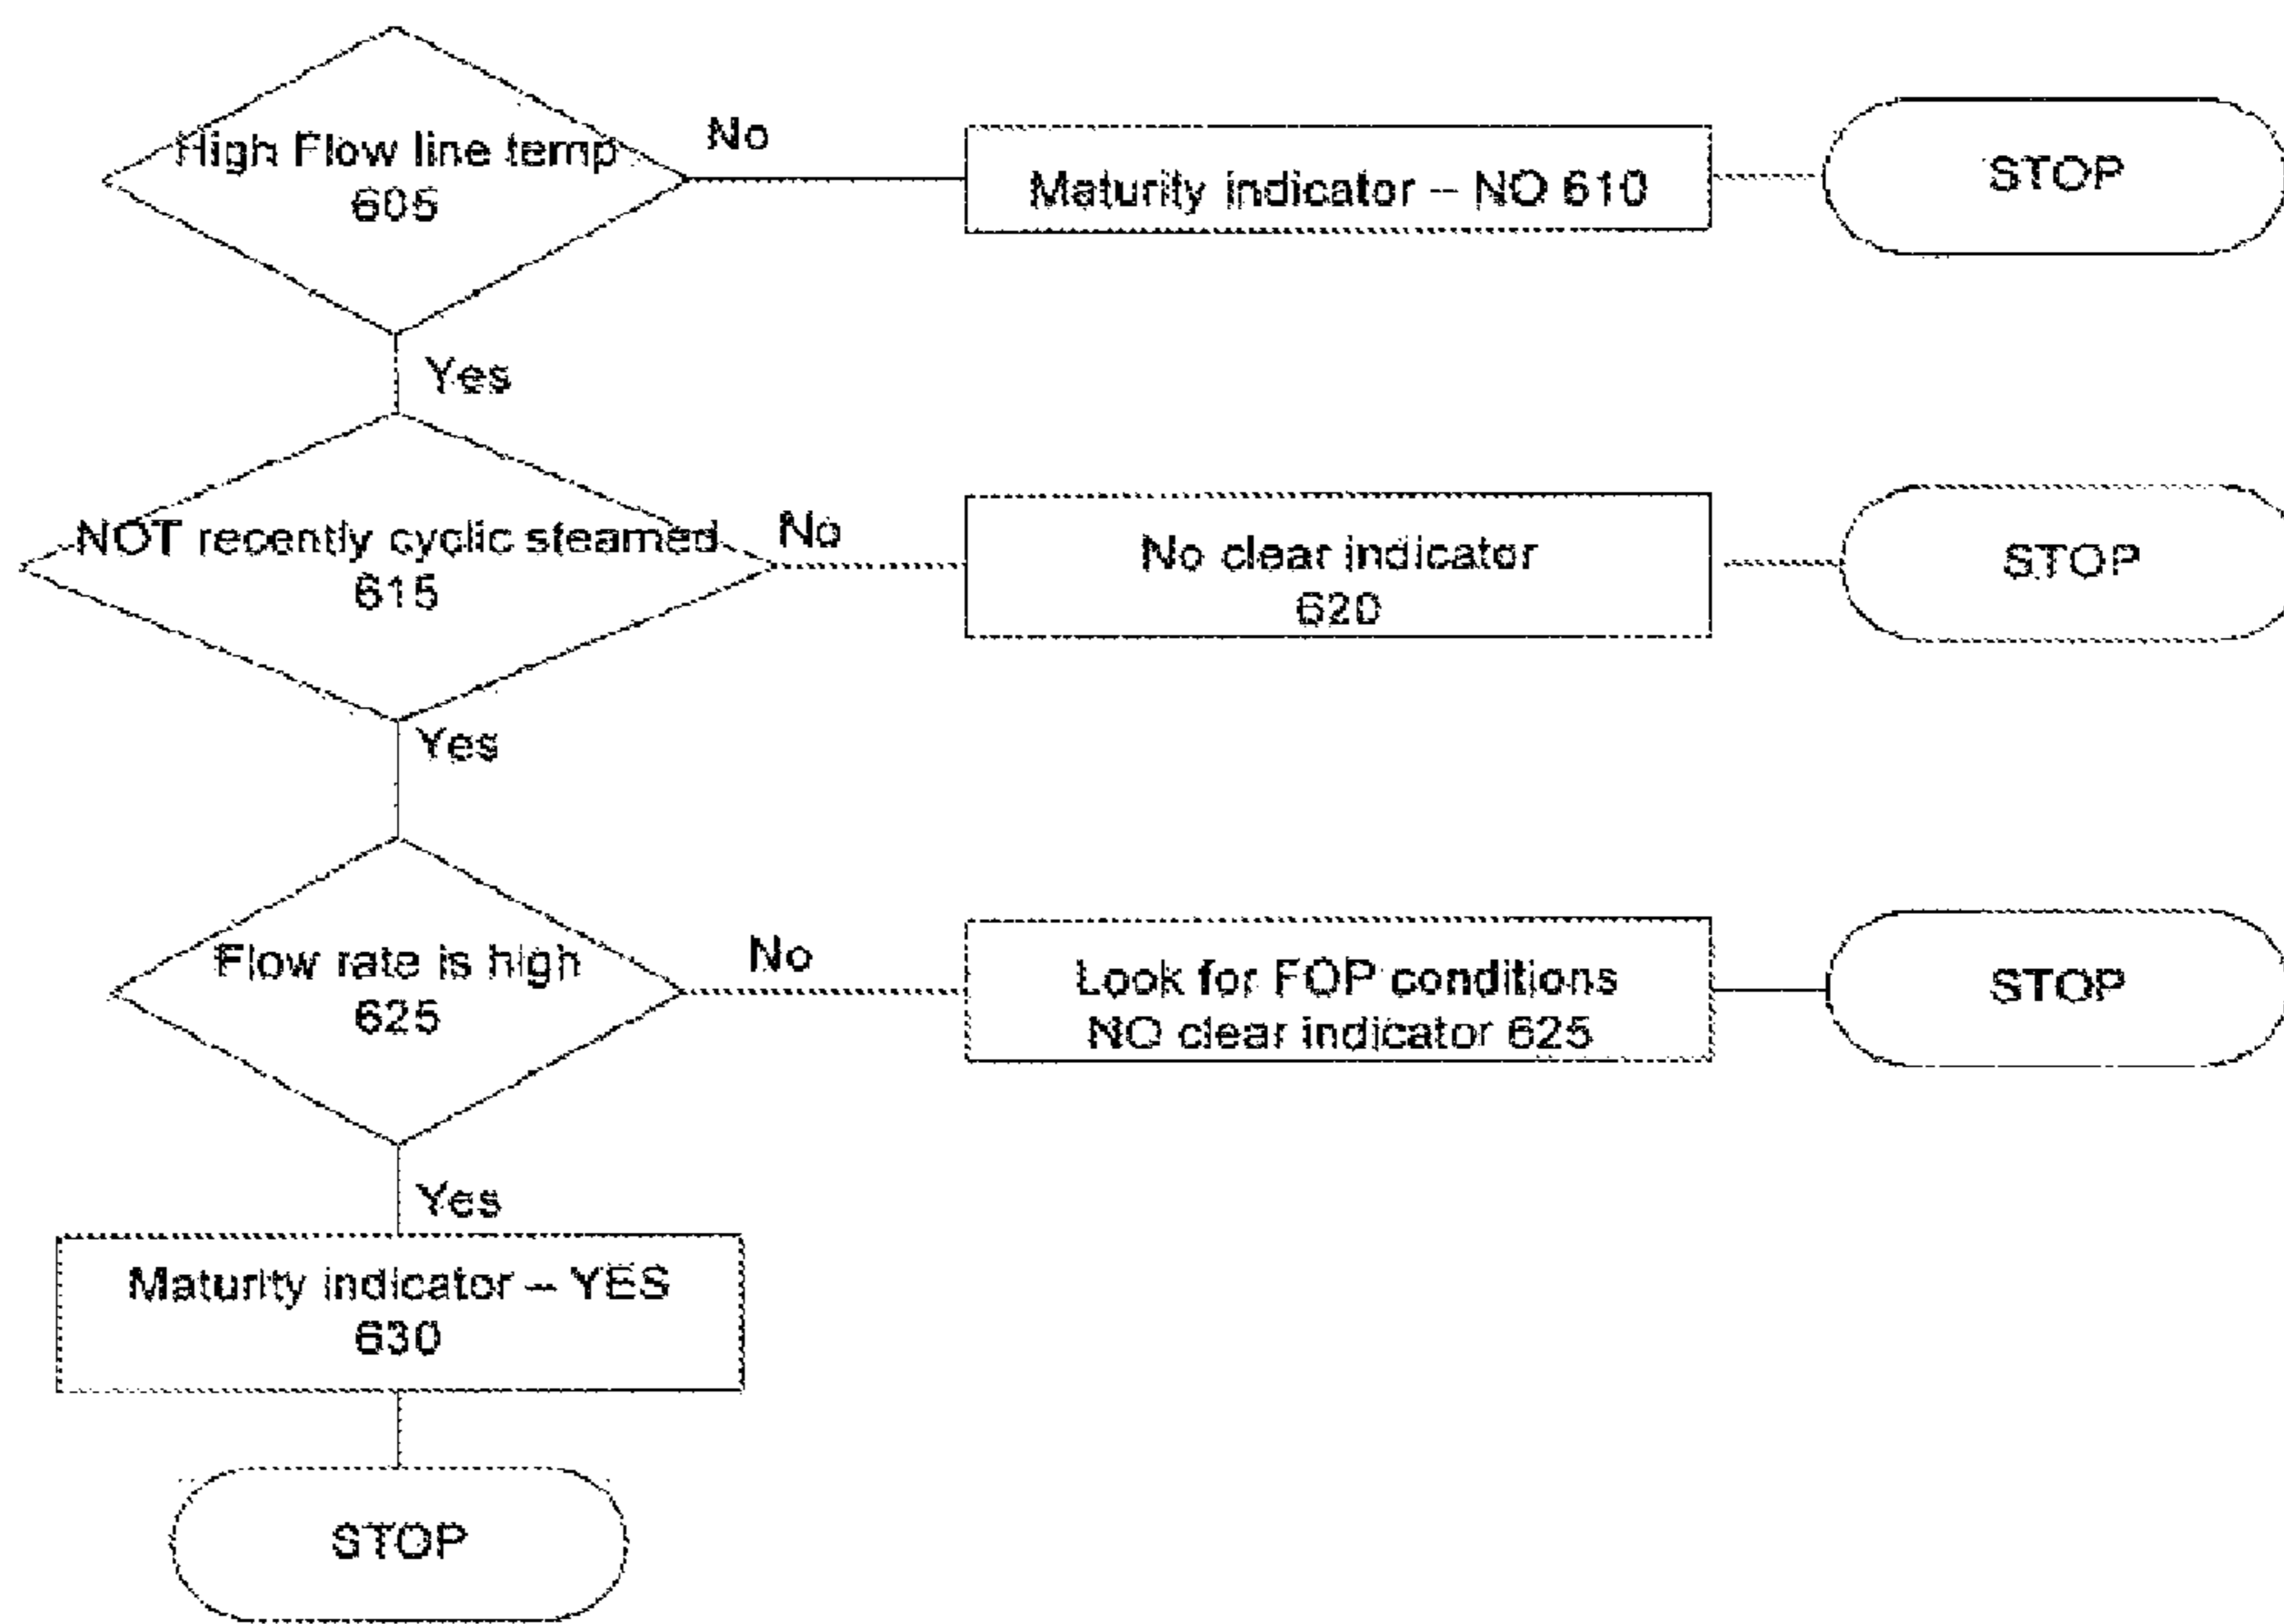 High Flow line temp
605
No
Maturity indicator – NO 610
STOP
Yes
NOT recently cyclic steamed
615
No
No clear indicator
620
STOP
Yes
Flow rate is high
625
No
Look for FOP conditions
NO clear indicator 625
STOP
Yes
Maturity indicator – YES
630
STOP